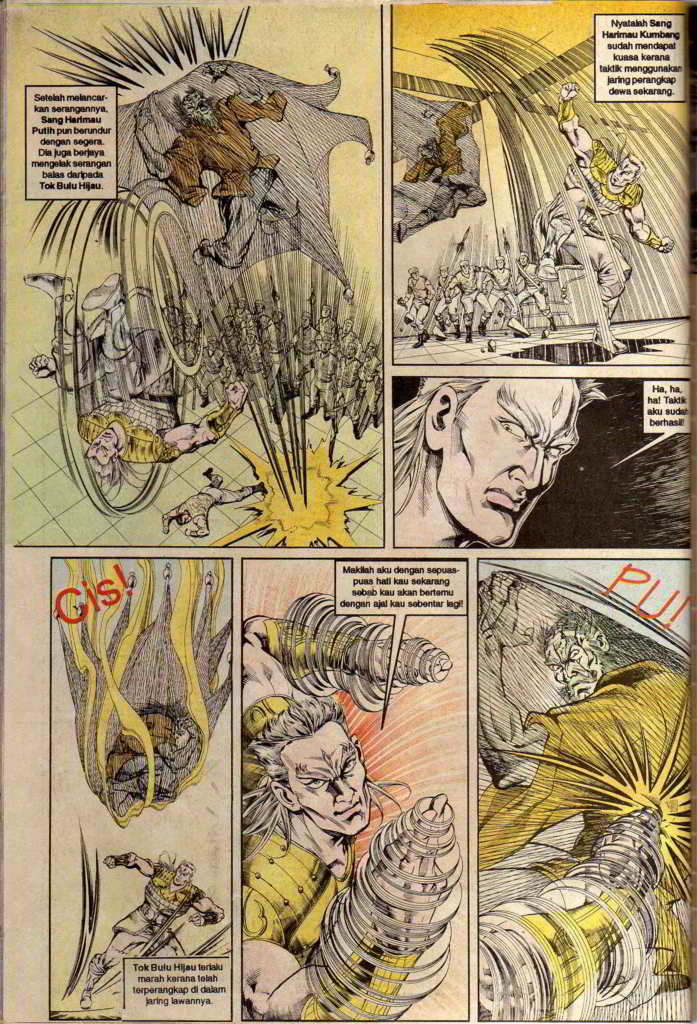 Setelah melancar-
kan serangannya,
Sang Harimau
Putih pun berundur
dengan segera.
Dia juga berjaya
mengelak serangan
balas daripada
Tok Bulu Hijau.
Nyatalah Sang
Harimau Kumbang
sudah mendapat
kuasa kerana
taktik menggunakan
jaring perangkap
dewa sekarang.
Ha, ha,
ha! Taktik
aku sudah
berhasil!
Cis!
Tok Bulu Hijau terlalu
marah kerana telah
terperangkap di dalam
jaring lawannya.
Makilah aku dengan sepuas-
puas hati kau sekarang
sebab kau akan bertemu
dengan ajal kau sebentar lagi!
PU!